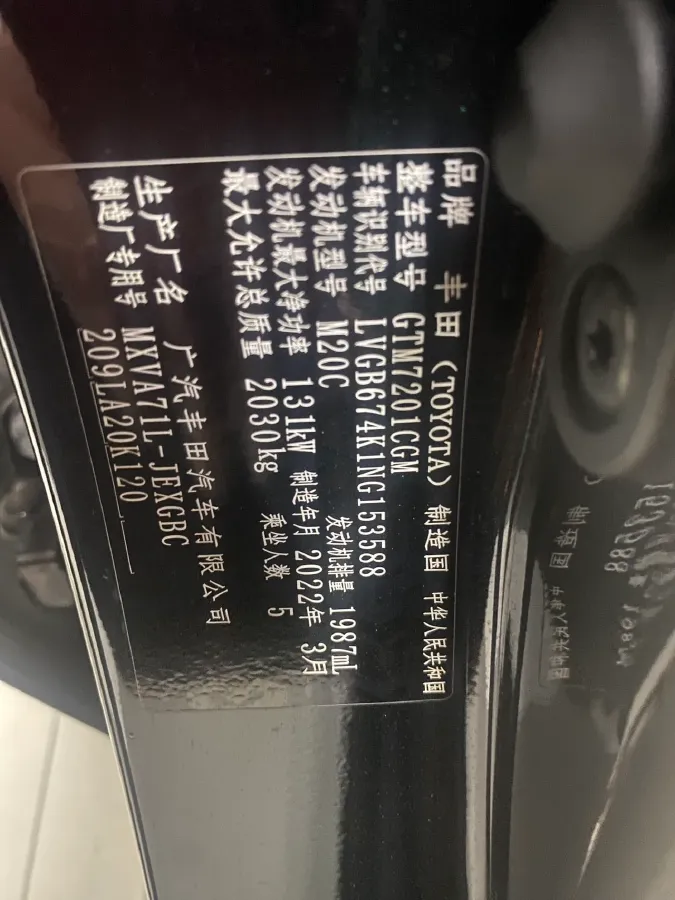 品牌 丰田（TOYOTA） 制造国 中华人民共和国
整车型号 GTM7201CGM
车辆识别代号 LVGB674K1NG153588
发动机型号 M20C 发动机排量 1987mL
发动机最大净功率 131kW 制造年月 2022年 3月
最大允许总质量 2030kg 乘坐人数 5
生产厂名 广汽丰田汽车有限公司
制造厂专用号 MXVA71L-JEXGBC
209LA20K120